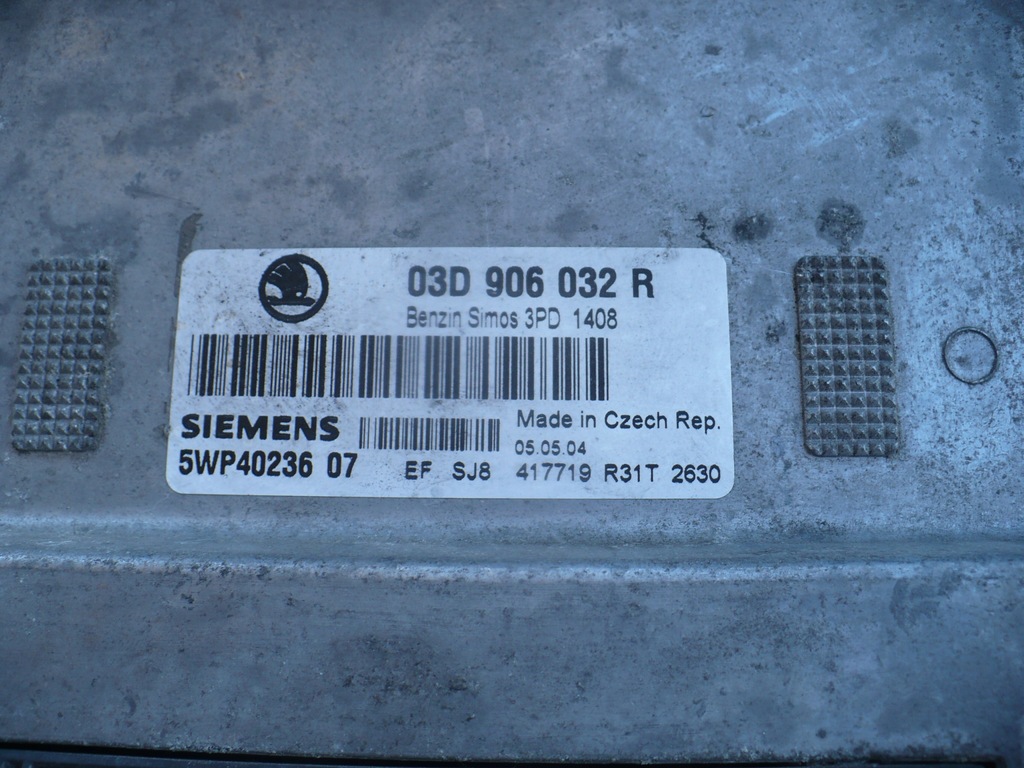 03D 906 032 R
Benzin Simos 3PD 1408
SIEMENS
Made in Czech Rep.
05.05.04
5WP40236 07 EF SJ8 417719 R31T 2630